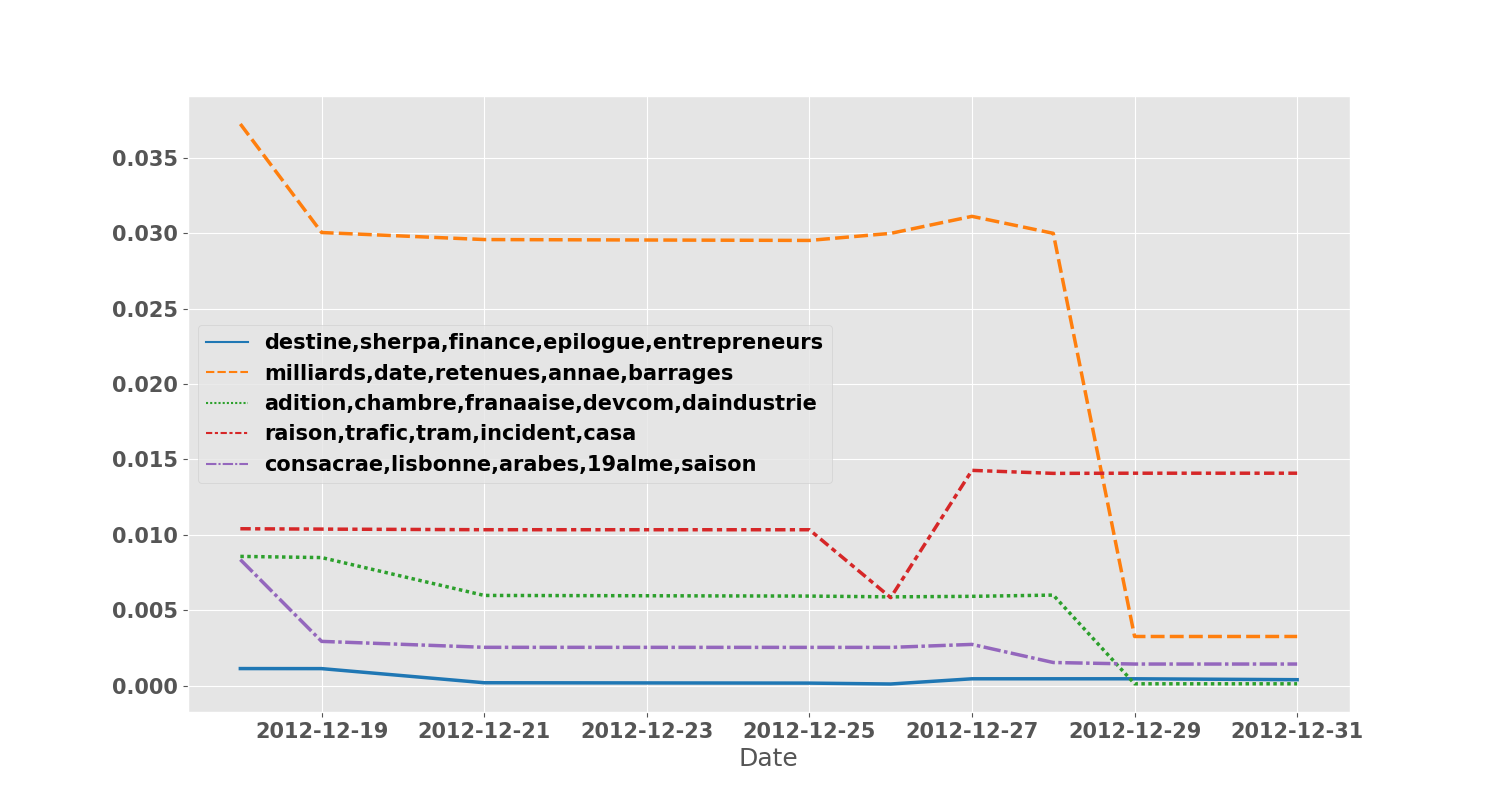 0.035
0.030
0.025
0.020
0.015
0.010
0.005
0.000
destine,sherpa,finance,epilogue,entrepreneurs
milliards,date,retenues,annae,barrages
adition,chambre,franaaise,devcom,daindustrie
raison,trafic,tram,incident,casa
consacrae,lisbonne,arabes,19alme,saison
2012-12-19 2012-12-21 2012-12-23 2012-12-25 2012-12-27 2012-12-29 2012-12-31
Date